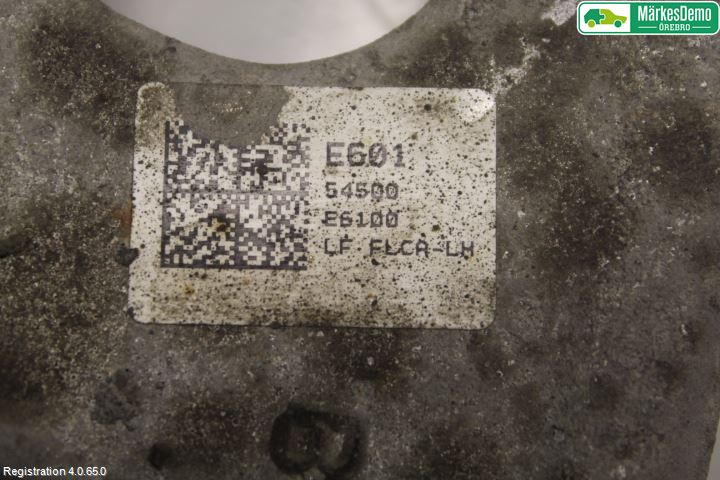 MärkesDemo
ÖREBRO
E601
54500
E6100
LF FLCA-LH
Registration 4.0.65.0